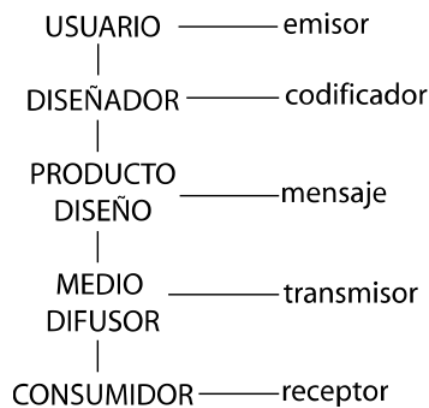 USUARIO emisor
DISEÑADOR codificador
PRODUCTO
DISEÑO mensaje
MEDIO
DIFUSOR transmisor
CONSUMIDOR receptor